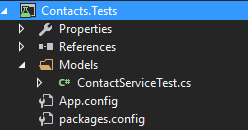 Contacts.Tests
Properties
References
Models
C# ContactServiceTest.cs
App.config
packages.config